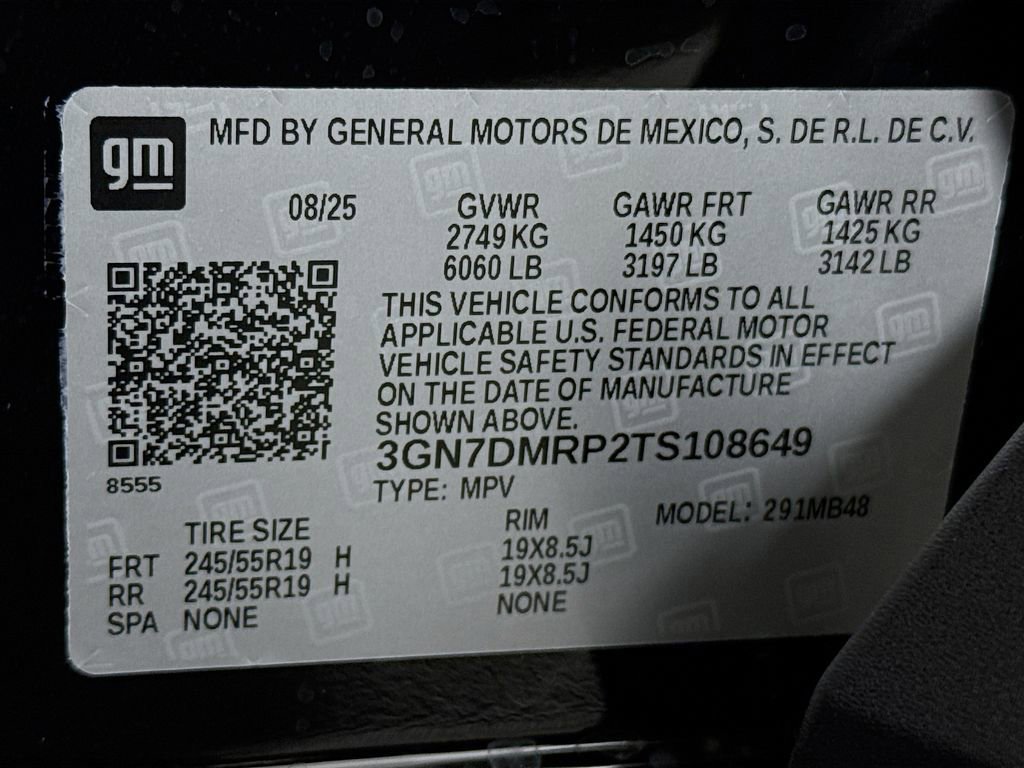 gm MFD BY GENERAL MOTORS DE MEXICO, S. DE R.L. DE C.V.
08/25 GVWR GAWR FRT GAWR RR
2749 KG 1450 KG 1425 KG
6060 LB 3197 LB 3142 LB
THIS VEHICLE CONFORMS TO ALL
APPLICABLE U.S. FEDERAL MOTOR
VEHICLE SAFETY STANDARDS IN EFFECT
ON THE DATE OF MANUFACTURE
SHOWN ABOVE.
3GN7DMRP2TS108649
8555
TYPE: MPV
MODEL: 291MB48
TIRE SIZE RIM
FRT 245/55R19 H 19X8.5J
RR 245/55R19 H 19X8.5J
SPA NONE NONE